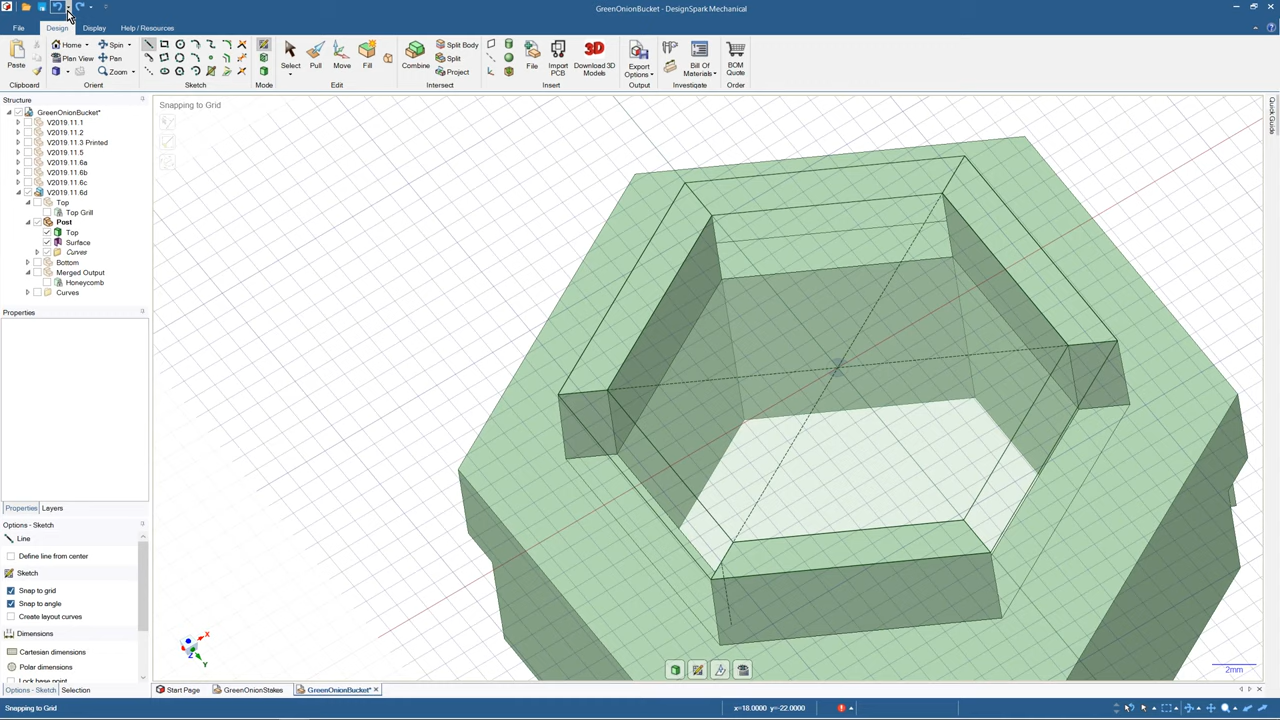 GreenOnionBucket - DesignSpark Mechanical
File Design Display Help / Resources
Home Spin Split Body
Plan View Pan Split
Paste Zoom Select Pull Move Fill Combine Project File Import PCB Download 3D Models Export Options Bill Of Materials BOM Quote
3D
Clipboard Orient Sketch Mode Edit Intersect Insert Output Investigate Order
Structure
Snapping to Grid
Quick Guide
GreenOnionBucket*
V2019.11.1
V2019.11.2
V2019.11.3 Printed
V2019.11.5
V2019.11.6a
V2019.11.6b
V2019.11.6c
V2019.11.6d
Top
Top Grill
Post
Top
Surface
Curves
Bottom
Merged Output
Honeycomb
Curves
Properties
Properties Layers
Options - Sketch
Line
Define line from center
Sketch
Snap to grid
Snap to angle
Create layout curves
Dimensions
Cartesian dimensions
Polar dimensions
Lock base point
X
Z
Y
2mm
Options - Sketch Selection
Start Page GreenOnionStakes GreenOnionBucket*
Snapping to Grid
x=18.0000 y=-22.0000